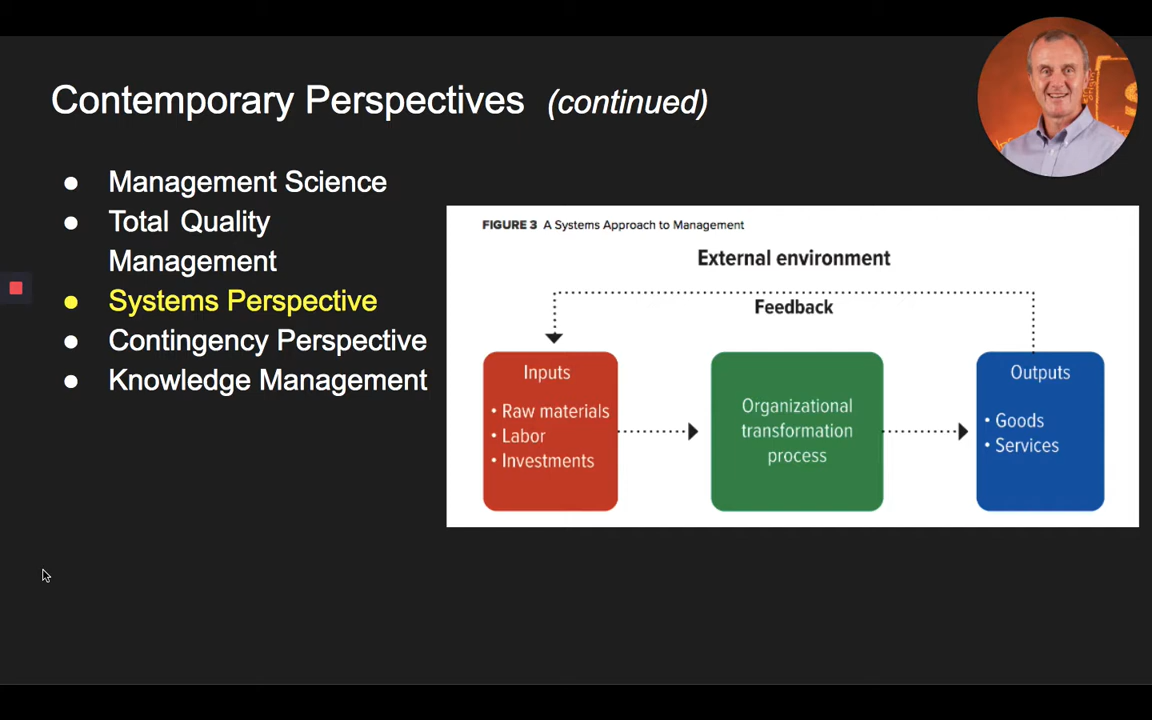 Contemporary Perspectives (continued)
● Management Science
● Total Quality
Management
● Systems Perspective
● Contingency Perspective
● Knowledge Management
FIGURE 3 A Systems Approach to Management
External environment
Feedback
Inputs
• Raw materials
• Labor
• Investments
Organizational
transformation
process
Outputs
• Goods
• Services